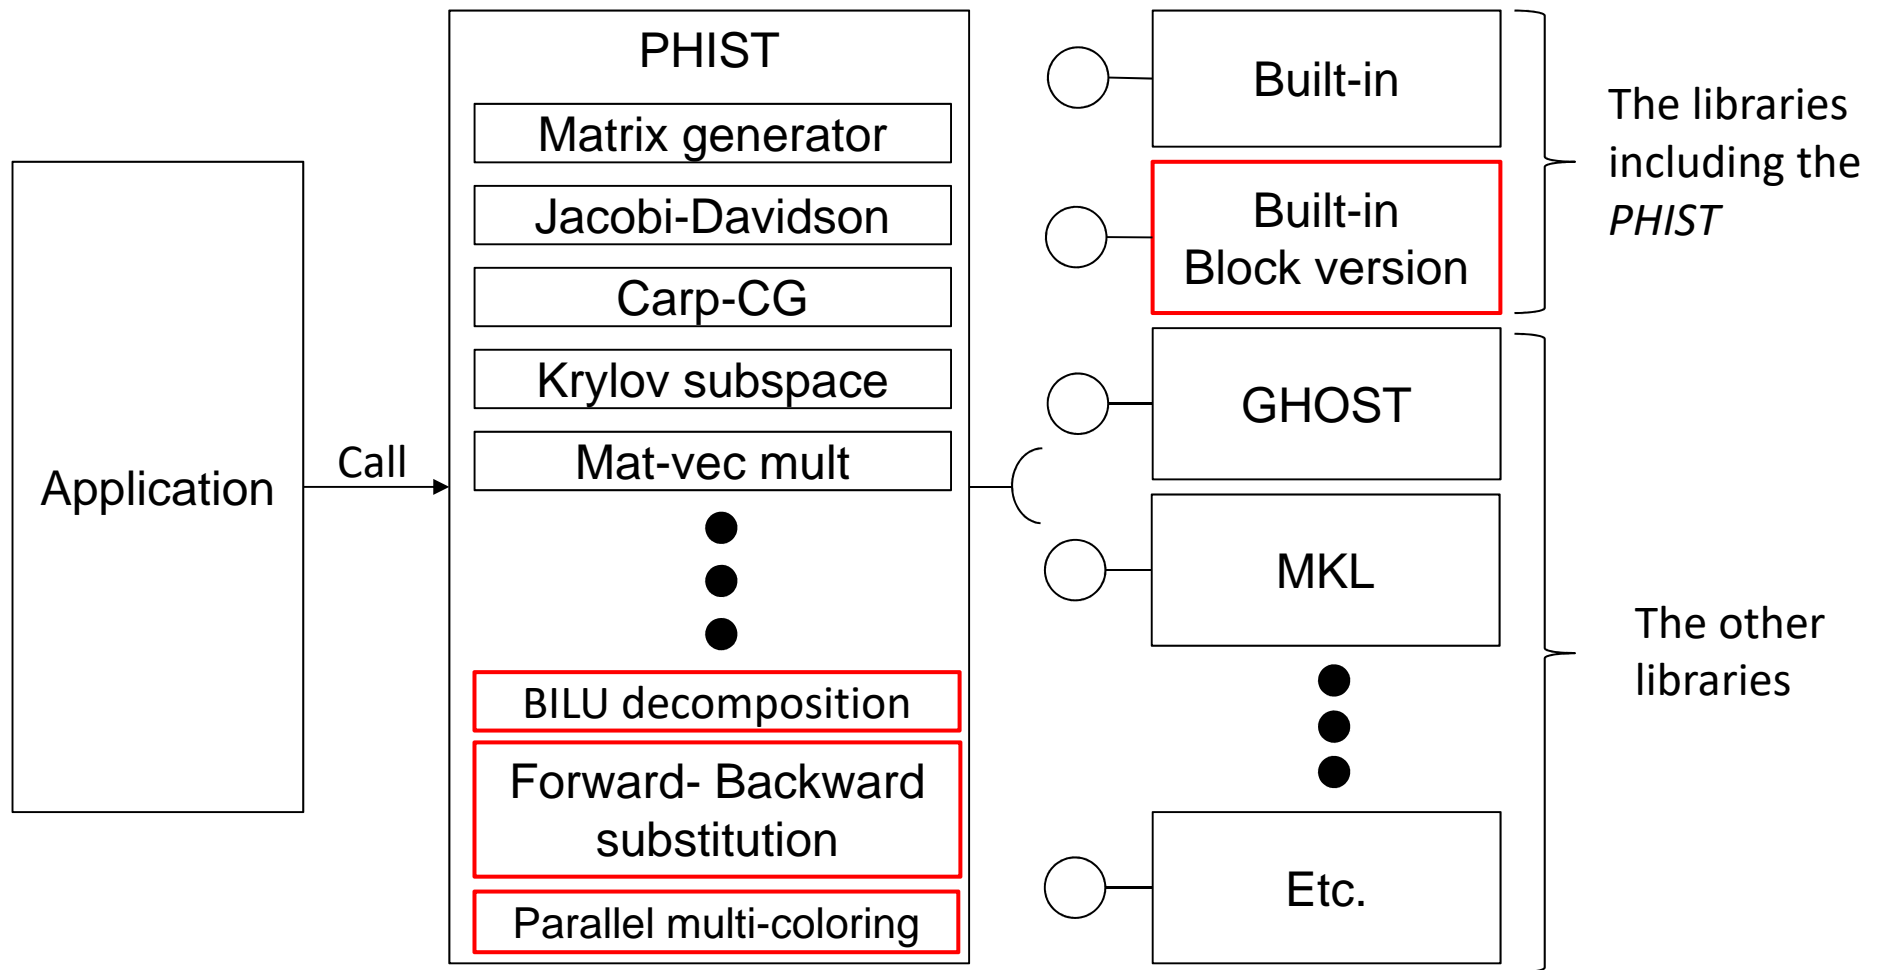 Application
Call
PHIST
Matrix generator
Jacobi-Davidson
Carp-CG
Krylov subspace
Mat-vec mult
BILU decomposition
Forward- Backward
substitution
Parallel multi-coloring
Built-in
Built-in
Block version
GHOST
MKL
Etc.
The libraries
including the
PHIST
The other
libraries